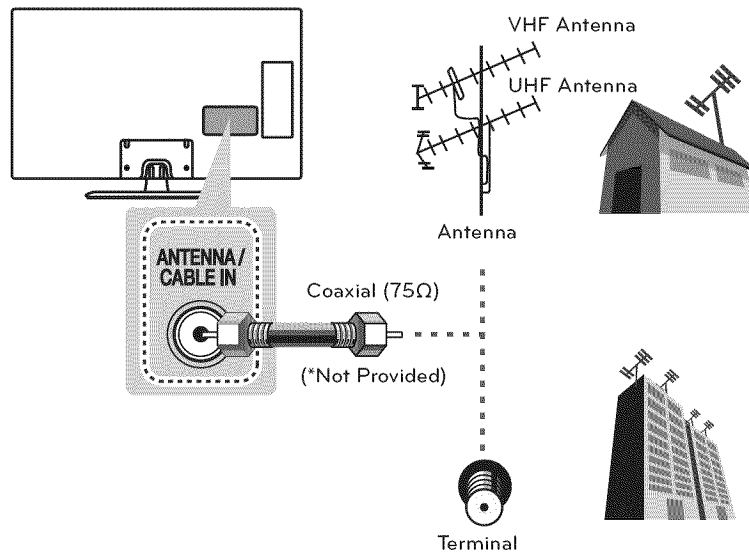 VHF Antenna
UHF Antenna
Antenna
ANTENNA /
CABLE IN
Coaxial (75Ω)
(*Not Provided)
Terminal